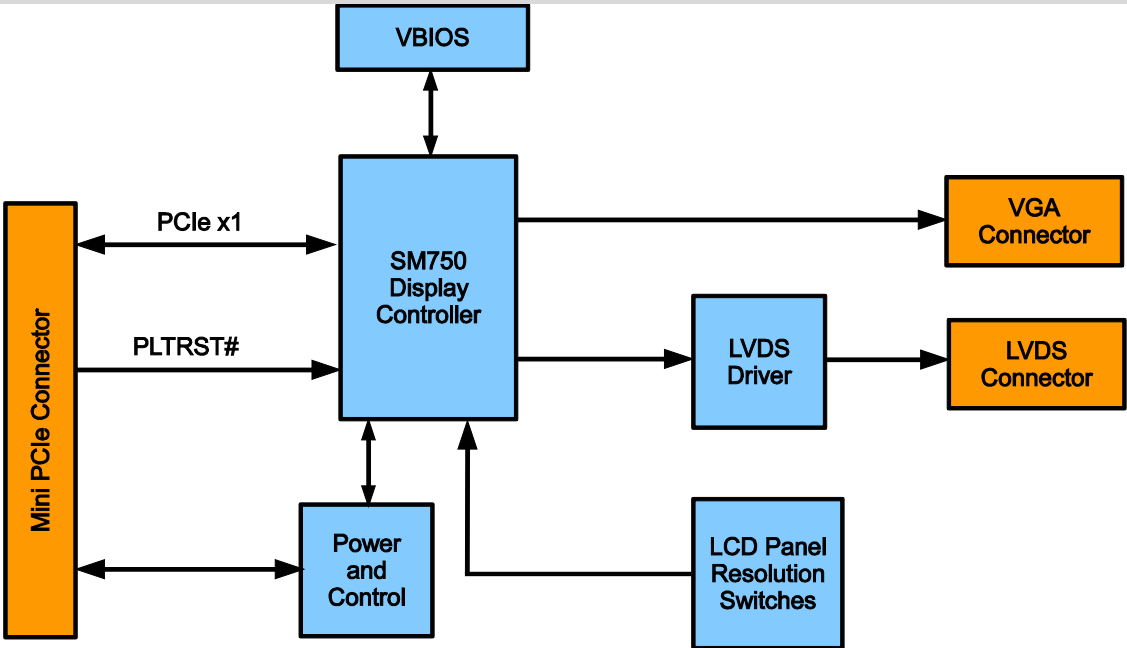 VBIOS
PCIe x1
SM750
Display
Controller
VGA
Connector
Mini PCIe Connector
PLTRST#
LVDS
Driver
LVDS
Connector
Power
and
Control
LCD Panel
Resolution
Switches